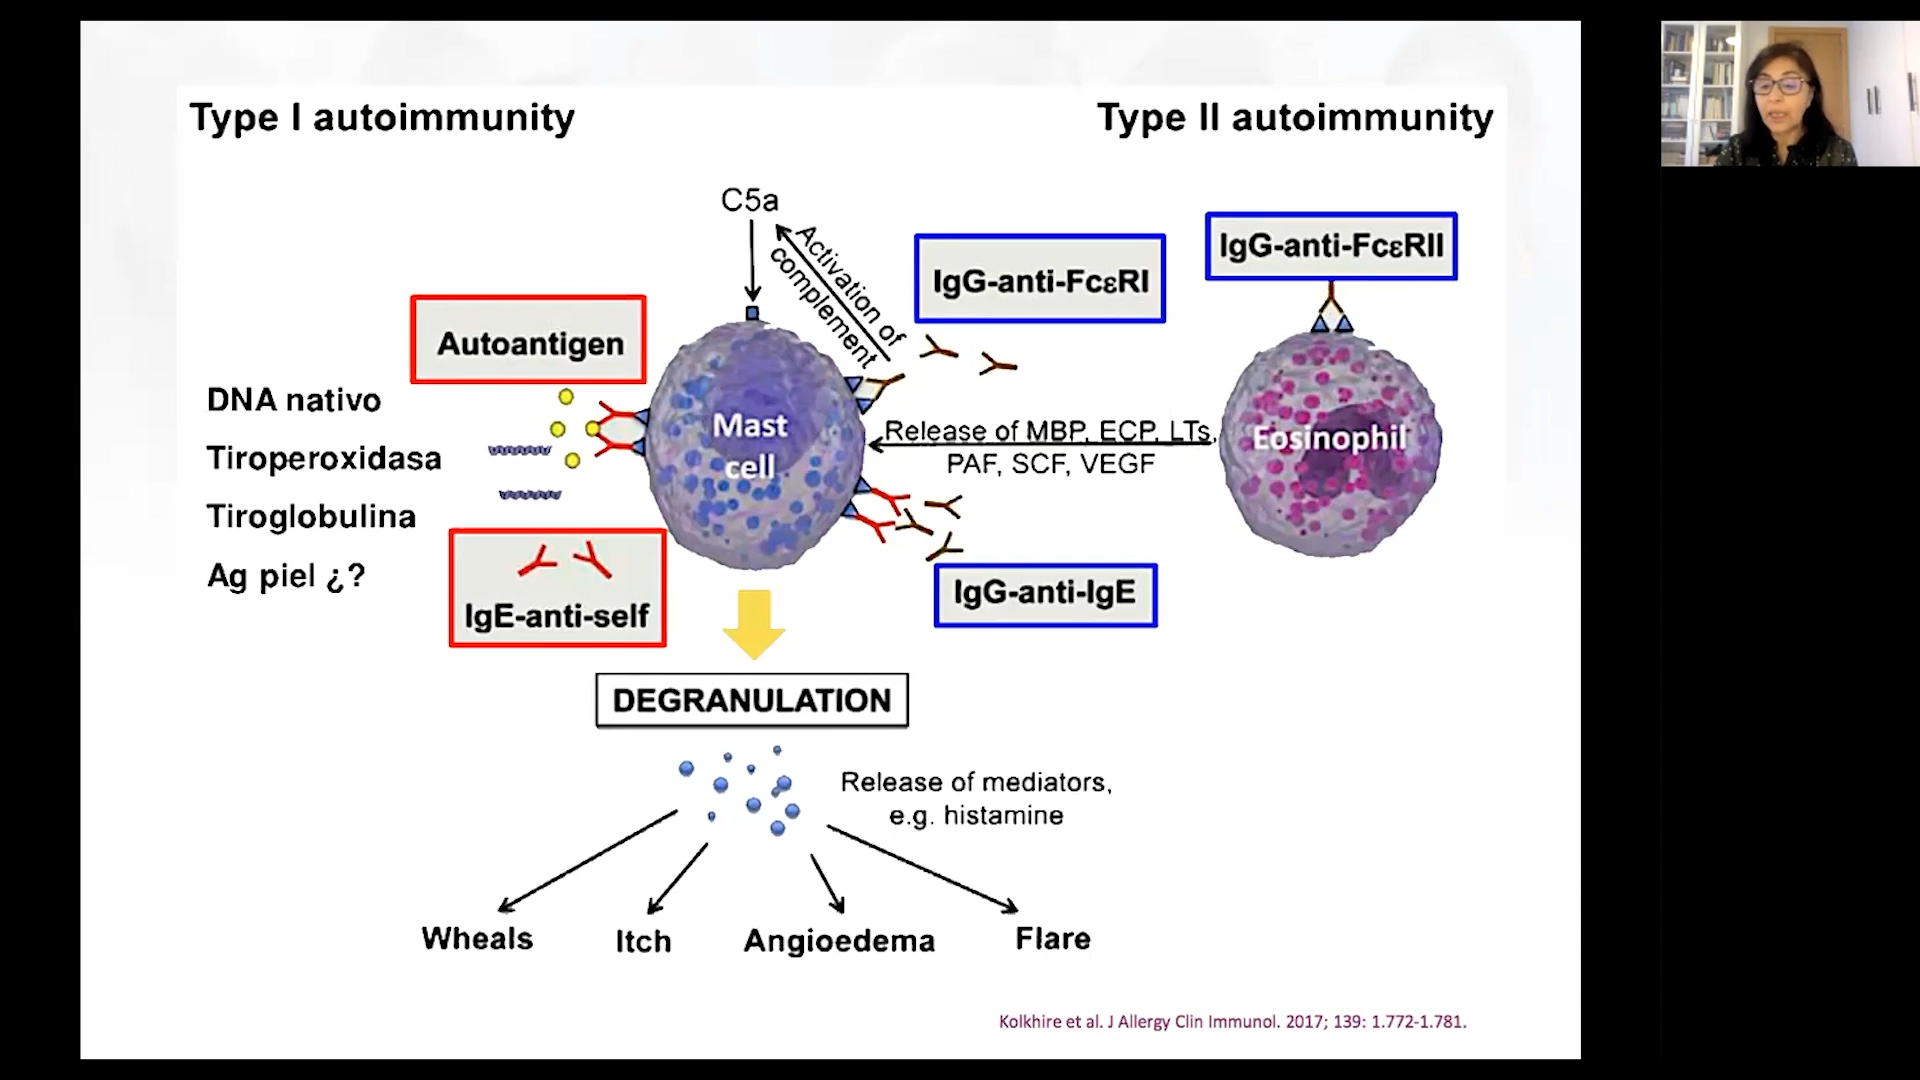 Type I autoimmunity
Type II autoimmunity
C5a
Activation of
complement
IgG-anti-FcεRI
IgG-anti-FcεRII
Autoantigen
DNA nativo
Tiroperoxidasa
Tiroglobulina
Ag piel ¿?
Mast
cell
Release of MBP, ECP, LTs,
PAF, SCF, VEGF
Eosinophil
IgE-anti-self
IgG-anti-IgE
DEGRANULATION
Release of mediators,
e.g. histamine
Wheals
Itch
Angioedema
Flare
Kolkhire et al. J Allergy Clin Immunol. 2017; 139: 1.772-1.781.